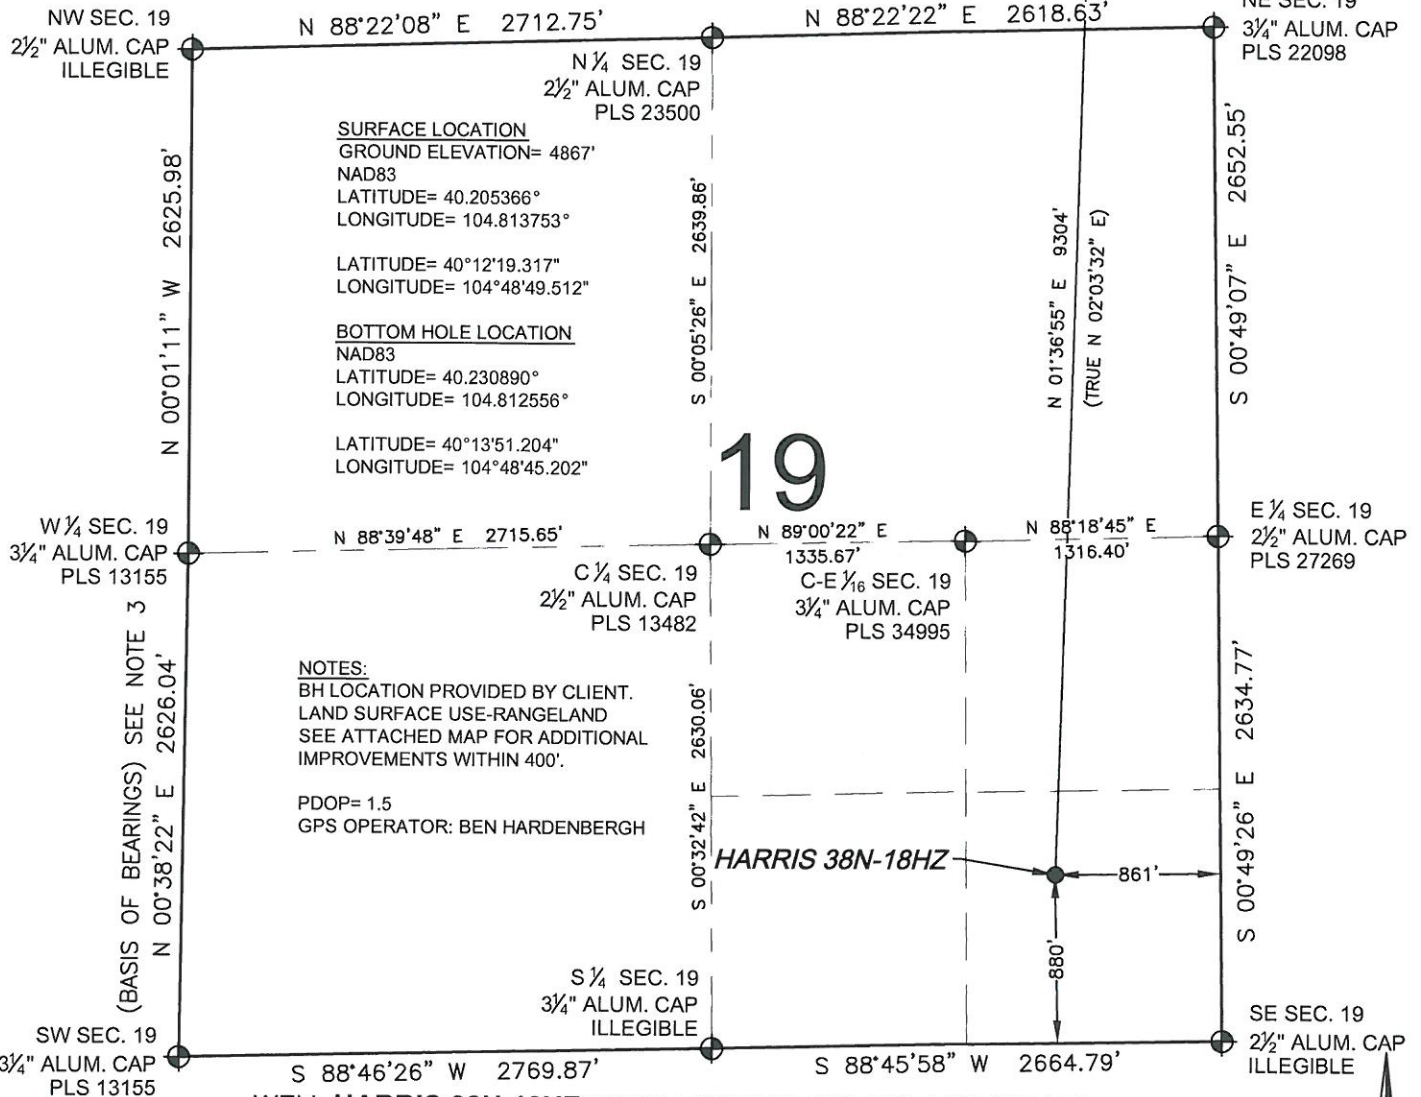 NW SEC. 19
2½" ALUM. CAP
ILLEGIBLE
N 88°22'08" E 2712.75'
N ¼ SEC. 19
2½" ALUM. CAP
PLS 23500
N 88°22'22" E 2618.63'
NE SEC. 19
3¼" ALUM. CAP
PLS 22098
SURFACE LOCATION
GROUND ELEVATION= 4867'
NAD83
LATITUDE= 40.205366°
LONGITUDE= 104.813753°
LATITUDE= 40°12'19.317"
LONGITUDE= 104°48'49.512"
BOTTOM HOLE LOCATION
NAD83
LATITUDE= 40.230890°
LONGITUDE= 104.812556°
LATITUDE= 40°13'51.204"
LONGITUDE= 104°48'45.202"
N 00°01'11" W 2625.98'
S 00°05'26" E 2639.86'
N 01°36'55" E 9304'
(TRUE N 02°03'32" E)
S 00°49'07" E 2652.55'
19
W ¼ SEC. 19
3¼" ALUM. CAP
PLS 13155
N 88°39'48" E 2715.65'
C ¼ SEC. 19
2½" ALUM. CAP
PLS 13482
N 89°00'22" E
1335.67'
C-E 1⁄16 SEC. 19
3¼" ALUM. CAP
PLS 34995
N 88°18'45" E
1316.40'
E ¼ SEC. 19
2½" ALUM. CAP
PLS 27269
NOTES:
BH LOCATION PROVIDED BY CLIENT.
LAND SURFACE USE-RANGELAND
SEE ATTACHED MAP FOR ADDITIONAL
IMPROVEMENTS WITHIN 400'.
PDOP= 1.5
GPS OPERATOR: BEN HARDENBERGH
(BASIS OF BEARINGS) SEE NOTE 3
N 00°38'22" E 2626.04'
S 00°32'42" E 2630.06'
S 00°49'26" E 2634.77'
HARRIS 38N-18HZ
861'
880'
SW SEC. 19
3¼" ALUM. CAP
PLS 13155
S 88°46'26" W 2769.87'
S ¼ SEC. 19
3¼" ALUM. CAP
ILLEGIBLE
S 88°45'58" W 2664.79'
SE SEC. 19
2½" ALUM. CAP
ILLEGIBLE